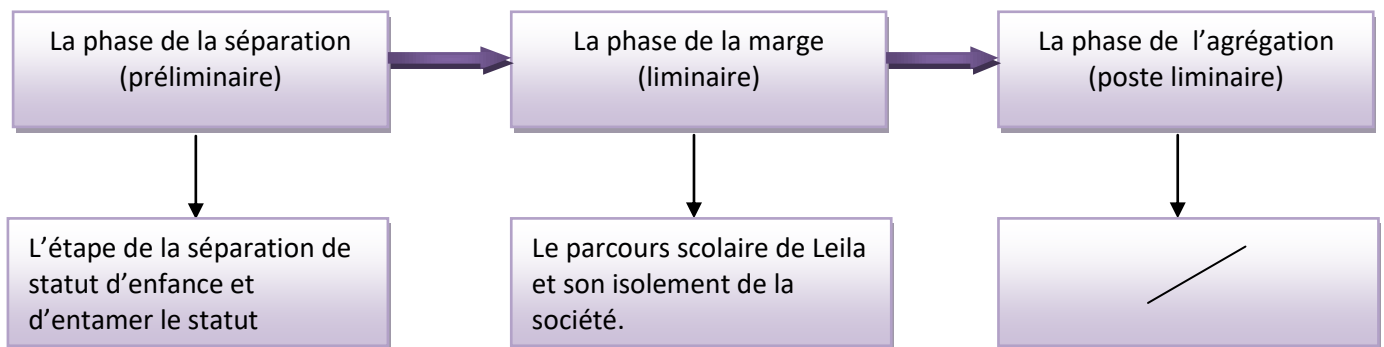 La phase de la séparation
(préliminaire)
La phase de la marge
(liminaire)
La phase de l’agrégation
(poste liminaire)
L’étape de la séparation de
statut d’enfance et
d’entamer le statut
Le parcours scolaire de Leila
et son isolement de la
société.